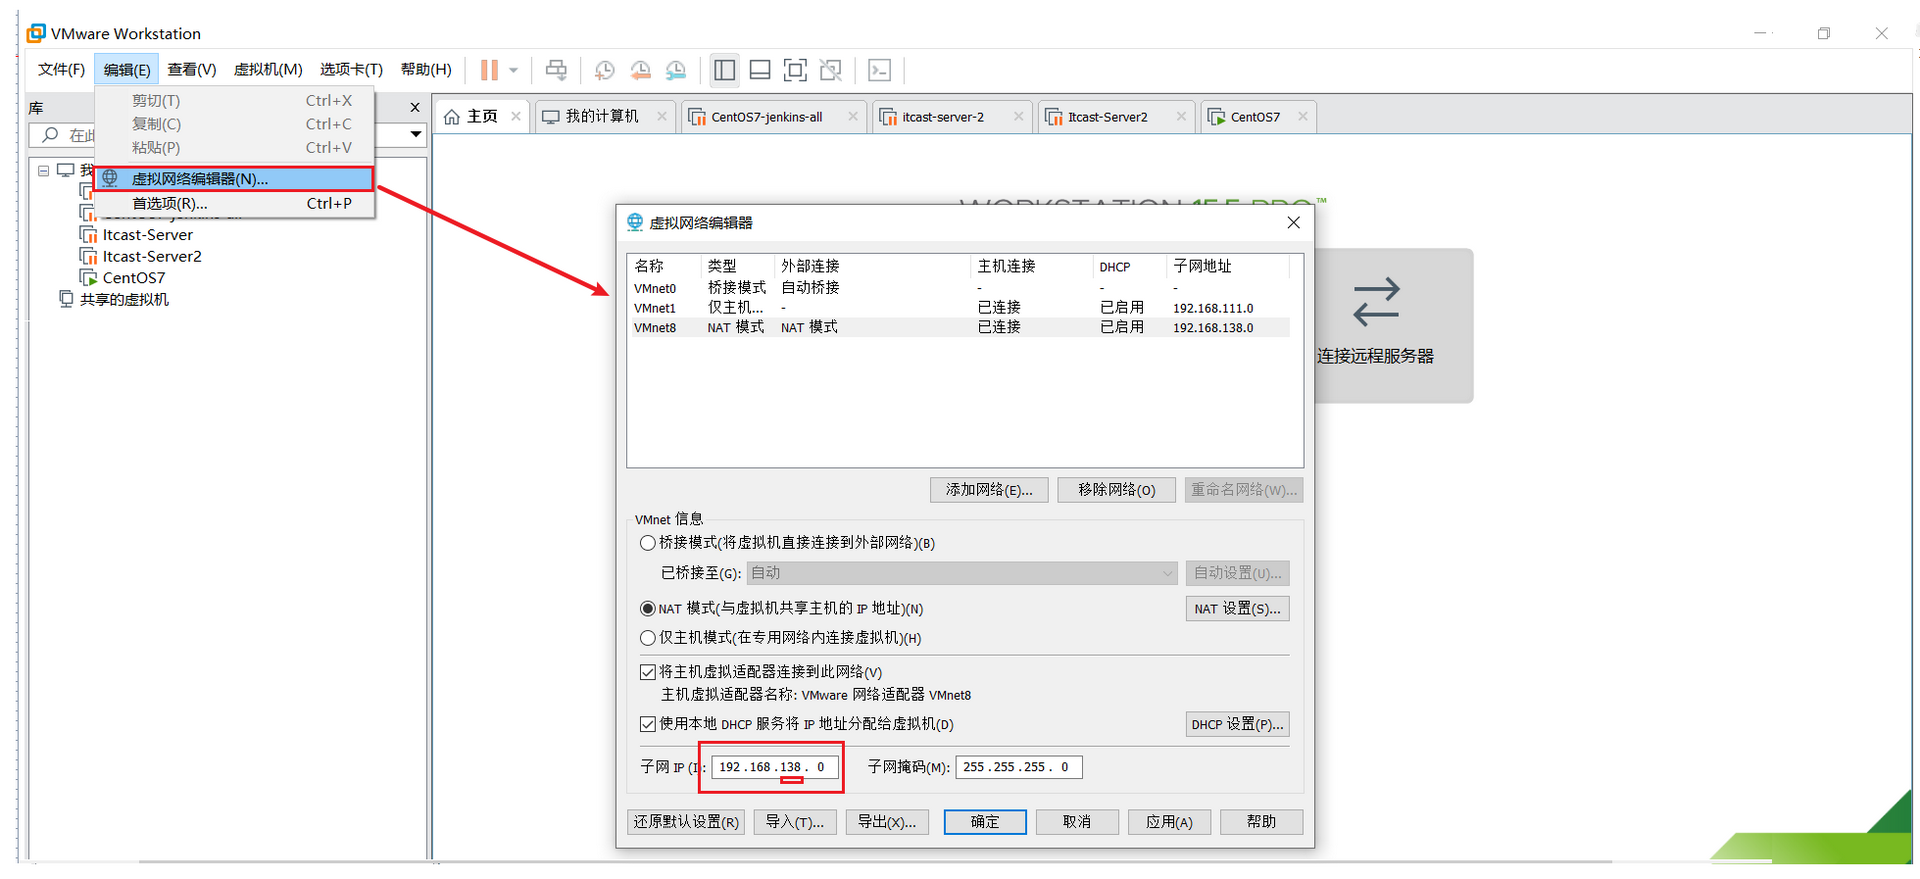 VMware Workstation
文件(F) 编辑(E) 查看(V) 虚拟机(M) 选项卡(T) 帮助(H)
库
在此
剪切(T) Ctrl+X
复制(C) Ctrl+C
粘贴(P) Ctrl+V
虚拟网络编辑器(N)...
首选项(R)... Ctrl+P
我
Itcast-Server
Itcast-Server2
CentOS7
共享的虚拟机
主页 我的计算机 CentOS7-jenkins-all itcast-server-2 Itcast-Server2 CentOS7
WORKSTATION 15.5 PRO™
连接远程服务器
虚拟网络编辑器
名称 类型 外部连接 主机连接 DHCP 子网地址
VMnet0 桥接模式 自动桥接 - - -
VMnet1 仅主机... - 已连接 已启用 192.168.111.0
VMnet8 NAT 模式 NAT 模式 已连接 已启用 192.168.138.0
添加网络(E)... 移除网络(O) 重命名网络(W)...
VMnet 信息
桥接模式(将虚拟机直接连接到外部网络)(B)
已桥接至(G): 自动 自动设置(U)...
NAT 模式(与虚拟机共享主机的 IP 地址)(N) NAT 设置(S)...
仅主机模式(在专用网络内连接虚拟机)(H)
将主机虚拟适配器连接到此网络(V)
主机虚拟适配器名称: VMware 网络适配器 VMnet8
使用本地 DHCP 服务将 IP 地址分配给虚拟机(D) DHCP 设置(P)...
子网 IP (I): 192.168.138. 0 子网掩码(M): 255.255.255. 0
还原默认设置(R) 导入(T)... 导出(X)... 确定 取消 应用(A) 帮助